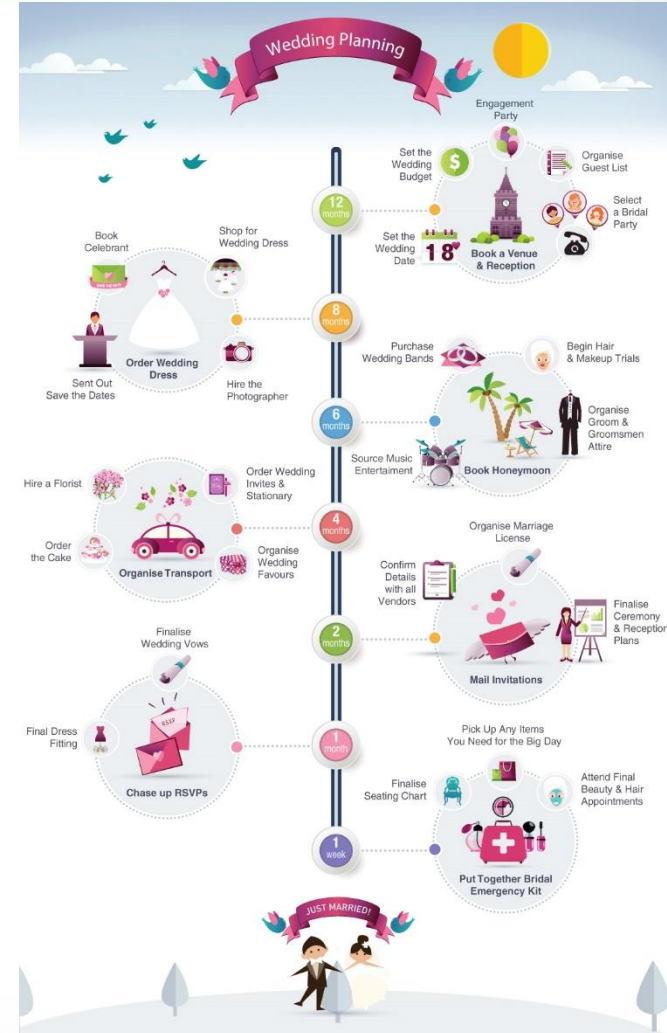 Wedding Planning
Engagement
Party
Set the
Wedding
Budget
$
Organise
Guest List
Select
a Bridal
Party
12
months
Set the
Wedding
Date
18
Book a Venue
& Reception
Book
Celebrant
Shop for
Wedding Dress
8
months
Order Wedding
Dress
Sent Out
Save the Dates
Hire the
Photographer
Purchase
Wedding Bands
Begin Hair
& Makeup Trials
6
months
Organise
Groom &
Groomsmen
Attire
Source Music
Entertaiment
Book Honeymoon
Hire a Florist
Order Wedding
Invites &
Stationary
4
months
Order
the Cake
Organise
Wedding
Favours
Organise Transport
Organise Marriage
License
Confirm
Details
with all
Vendors
Finalise
Ceremony
& Reception
Plans
2
months
Mail Invitations
Finalise
Wedding Vows
RSVP
Final Dress
Fitting
1
month
Chase up RSVPs
Pick Up Any Items
You Need for the Big Day
Finalise
Seating Chart
Attend Final
Beauty & Hair
Appointments
1
week
Put Together Bridal
Emergency Kit
JUST MARRIED!